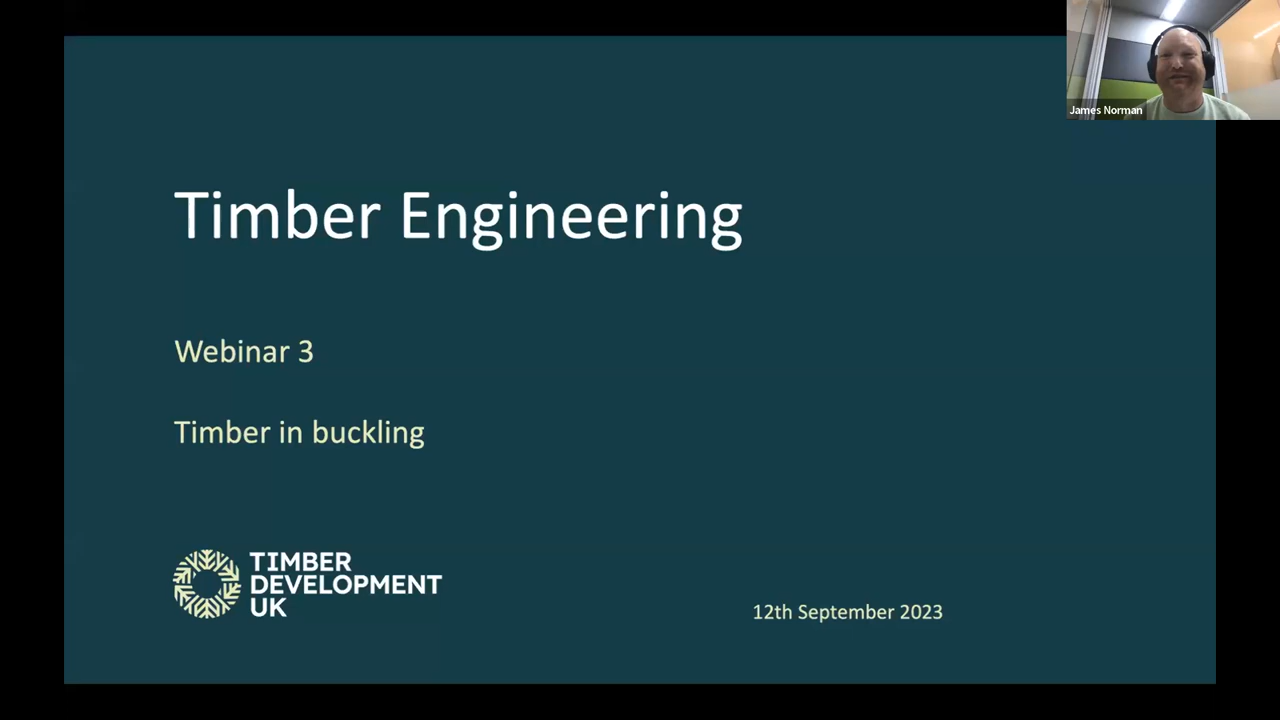 James Norman
Timber Engineering
Webinar 3
Timber in buckling
TIMBER
DEVELOPMENT
UK
12th September 2023